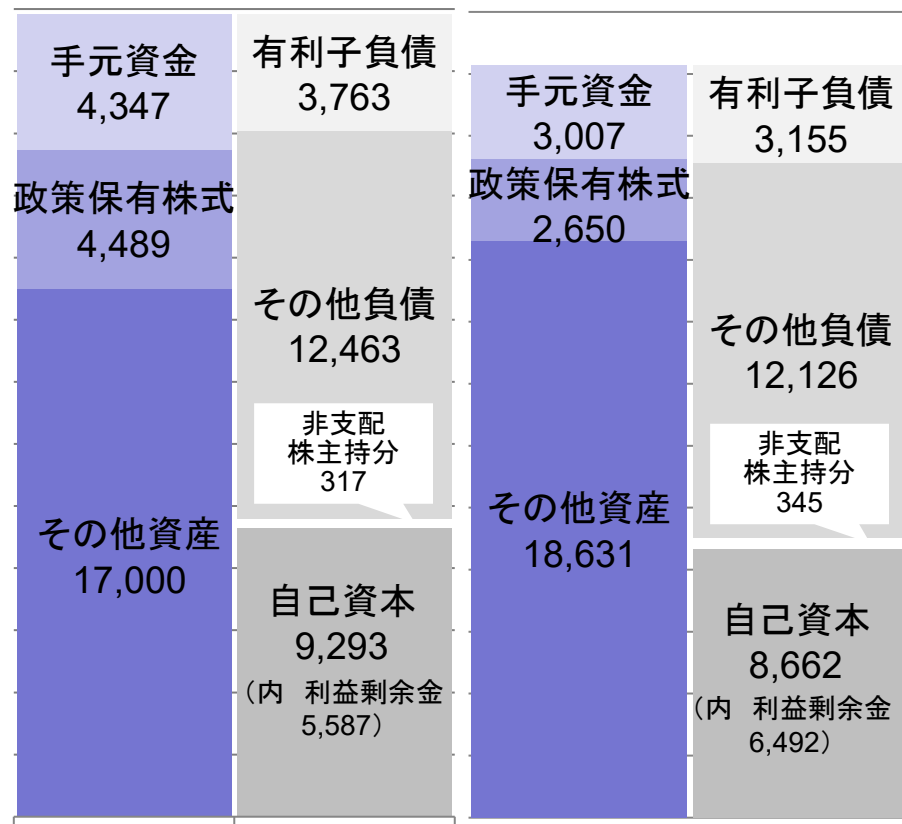 手元資金
4,347
政策保有株式
4,489
その他資産
17,000
有利子負債
3,763
その他負債
12,463
非支配
株主持分
317
自己資本
9,293
（内　利益剰余金
5,587）
手元資金
3,007
政策保有株式
2,650
その他資産
18,631
有利子負債
3,155
その他負債
12,126
非支配
株主持分
345
自己資本
8,662
（内　利益剰余金
6,492）